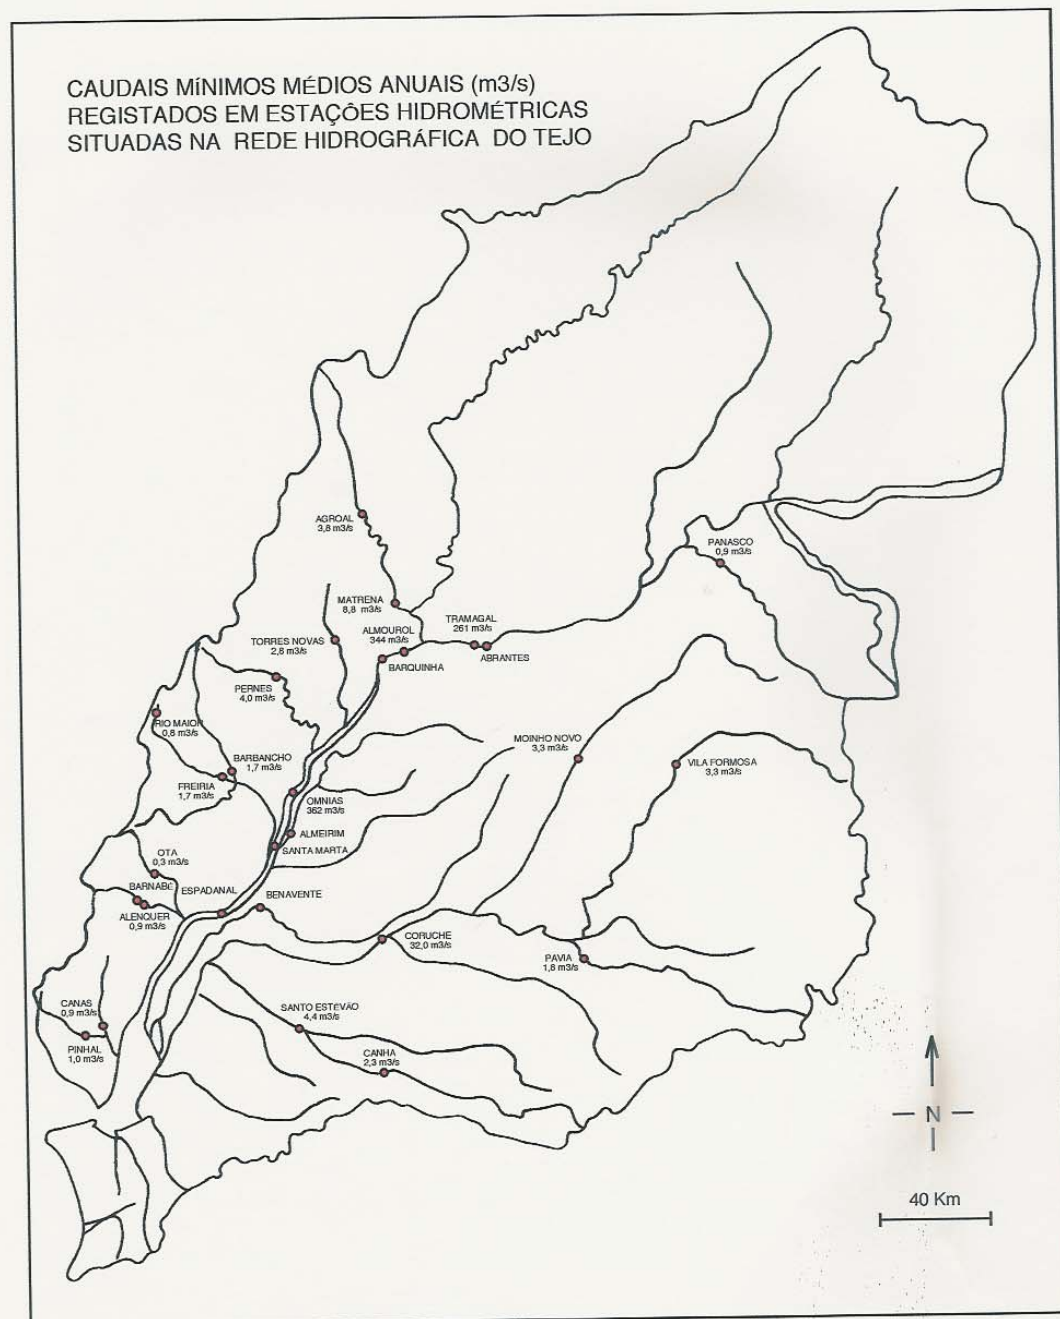 CAUDAIS MÍNIMOS MÉDIOS ANUAIS (m3/s)
REGISTADOS EM ESTAÇÕES HIDROMÉTRICAS
SITUADAS NA REDE HIDROGRÁFICA DO TEJO
AGROAL
3,8 m3/s
PANASCO
0,9 m3/s
MATRENA
8,8 m3/s
TRAMAGAL
261 m3/s
ALMOUROL
344 m3/s
TORRES NOVAS
2,8 m3/s
ABRANTES
BARQUINHA
PERNES
4,0 m3/s
RIO MAIOR
0,8 m3/s
MOINHO NOVO
3,3 m3/s
BARBANCHO
1,7 m3/s
VILA FORMOSA
3,3 m3/s
FREIRIA
1,7 m3/s
OMNIAS
362 m3/s
ALMEIRIM
SANTA MARTA
OTA
0,3 m3/s
BARNABÉ
ESPADANAL
BENAVENTE
ALENQUER
0,9 m3/s
CORUCHE
32,0 m3/s
PAVIA
1,8 m3/s
CANAS
0,9 m3/s
SANTO ESTEVÃO
4,4 m3/s
PINHAL
1,0 m3/s
CANHA
2,3 m3/s
N
40 Km